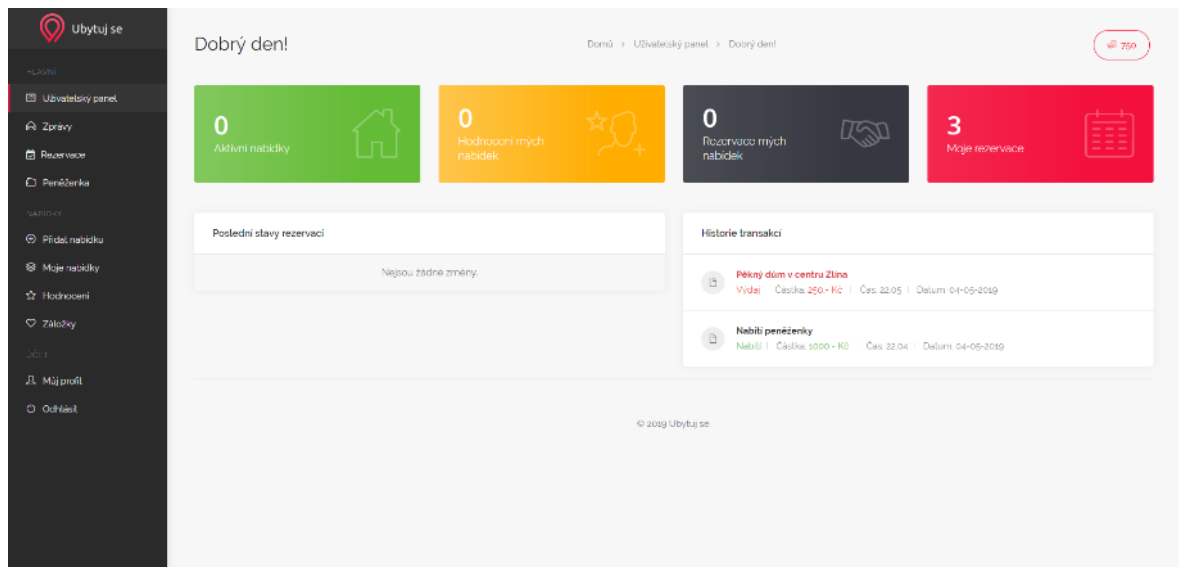 Ubytuj se
HLAVNÍ
Uživatelský panel
Zprávy
Rezervace
Peněženka
NABÍDKY
Přidat nabídku
Moje nabídky
Hodnocení
Záložky
ÚČET
Můj profil
Odhlásit
Dobrý den!
Domů > Uživatelský panel > Dobrý den!
750
0
Aktivní nabídky
0
Hodnocení mých
nabídek
0
Rezervace mých
nabídek
3
Moje rezervace
Poslední stavy rezervací
Nejsou žádné změny.
Historie transakcí
Pěkný dům v centru Zlína
Výdaj | Částka: 250.- Kč | Čas: 22:05 | Datum: 04-05-2019
Nabití peněženky
Nabití | Částka: 1000.- Kč | Čas: 22:04 | Datum: 04-05-2019
© 2019 Ubytuj se.